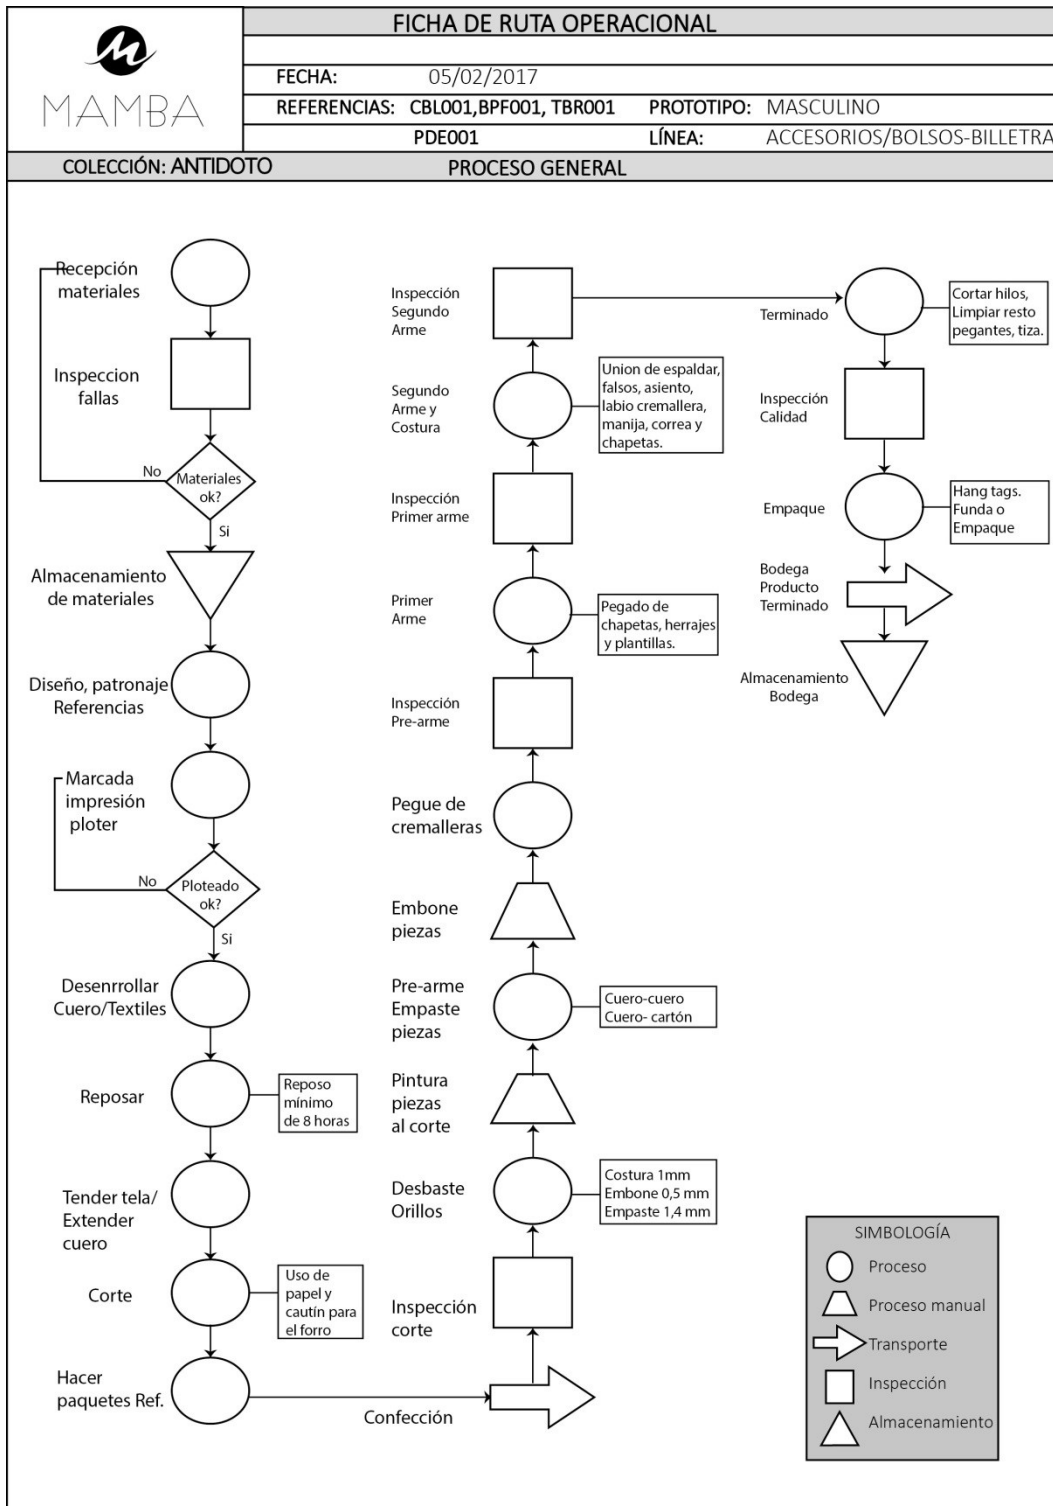 MAMBA
FICHA DE RUTA OPERACIONAL
FECHA: 05/02/2017
REFERENCIAS: CBL001,BPF001, TBR001 PROTOTIPO: MASCULINO
PDE001 LÍNEA: ACCESORIOS/BOLSOS-BILLETRA
COLECCIÓN: ANTIDOTO PROCESO GENERAL
Recepción
materiales
Inspeccion
fallas
No
Materiales
ok?
Si
Almacenamiento
de materiales
Diseño, patronaje
Referencias
Marcada
impresión
ploter
No
Ploteado
ok?
Si
Desenrrollar
Cuero/Textiles
Reposar
Reposo
mínimo
de 8 horas
Tender tela/
Extender
cuero
Corte
Uso de
papel y
cautín para
el forro
Hacer
paquetes Ref.
Confección
Inspección
corte
Desbaste
Orillos
Costura 1mm
Embone 0,5 mm
Empaste 1,4 mm
Pintura
piezas
al corte
Pre-arme
Empaste
piezas
Cuero-cuero
Cuero- cartón
Embone
piezas
Pegue de
cremalleras
Inspección
Pre-arme
Primer
Arme
Pegado de
chapetas, herrajes
y plantillas.
Inspección
Primer arme
Segundo
Arme y
Costura
Union de espaldar,
falsos, asiento,
labio cremallera,
manija, correa y
chapetas.
Inspección
Segundo
Arme
Terminado
Cortar hilos,
Limpiar resto
pegantes, tiza.
Inspección
Calidad
Empaque
Hang tags.
Funda o
Empaque
Bodega
Producto
Terminado
Almacenamiento
Bodega
SIMBOLOGÍA
Proceso
Proceso manual
Transporte
Inspección
Almacenamiento